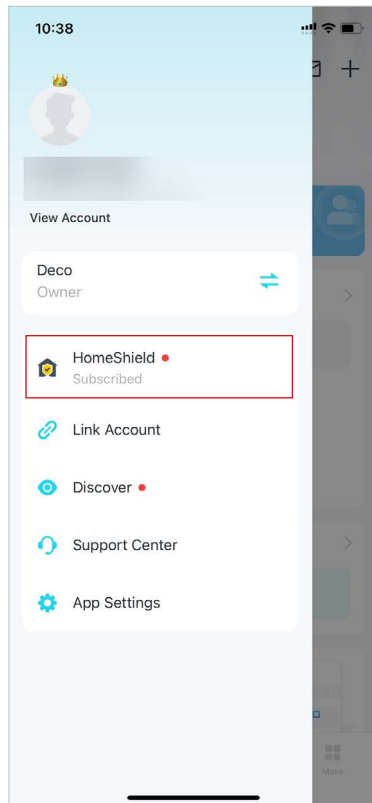 10:38
View Account
Deco
Owner
HomeShield
Subscribed
Link Account
Discover
Support Center
App Settings
More